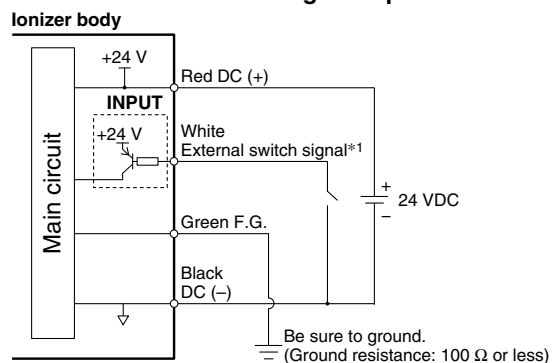 Ionizer body
+24 V
Red DC (+)
INPUT
+24 V
White
External switch signal*1
Main circuit
+
24 VDC
−
Green F.G.
Black
DC (–)
Be sure to ground.
(Ground resistance: 100 Ω or less)